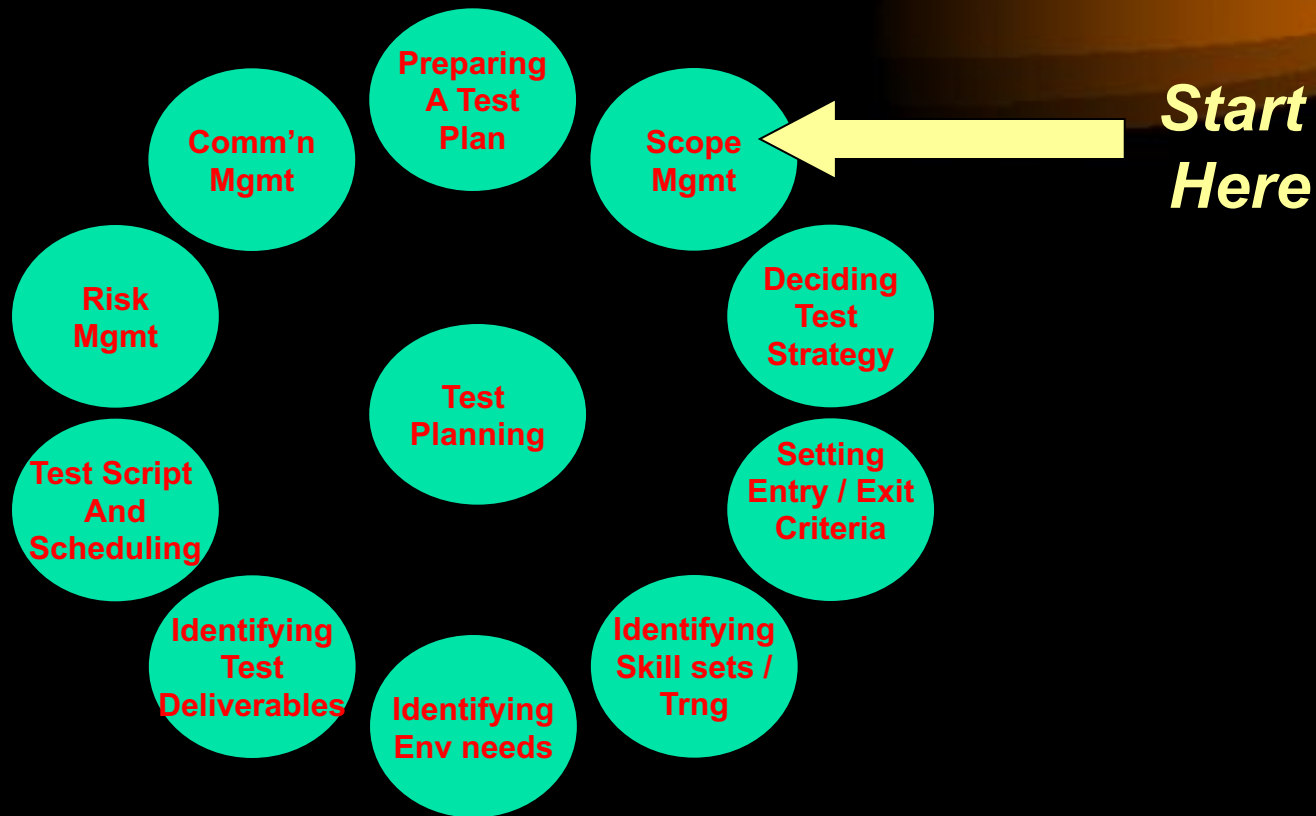 Preparing
A Test
Plan
Scope
Mgmt
Start
Here
Deciding
Test
Strategy
Setting
Entry / Exit
Criteria
Identifying
Skill sets /
Trng
Identifying
Env needs
Identifying
Test
Deliverables
Test Script
And
Scheduling
Risk
Mgmt
Comm’n
Mgmt
Test
Planning